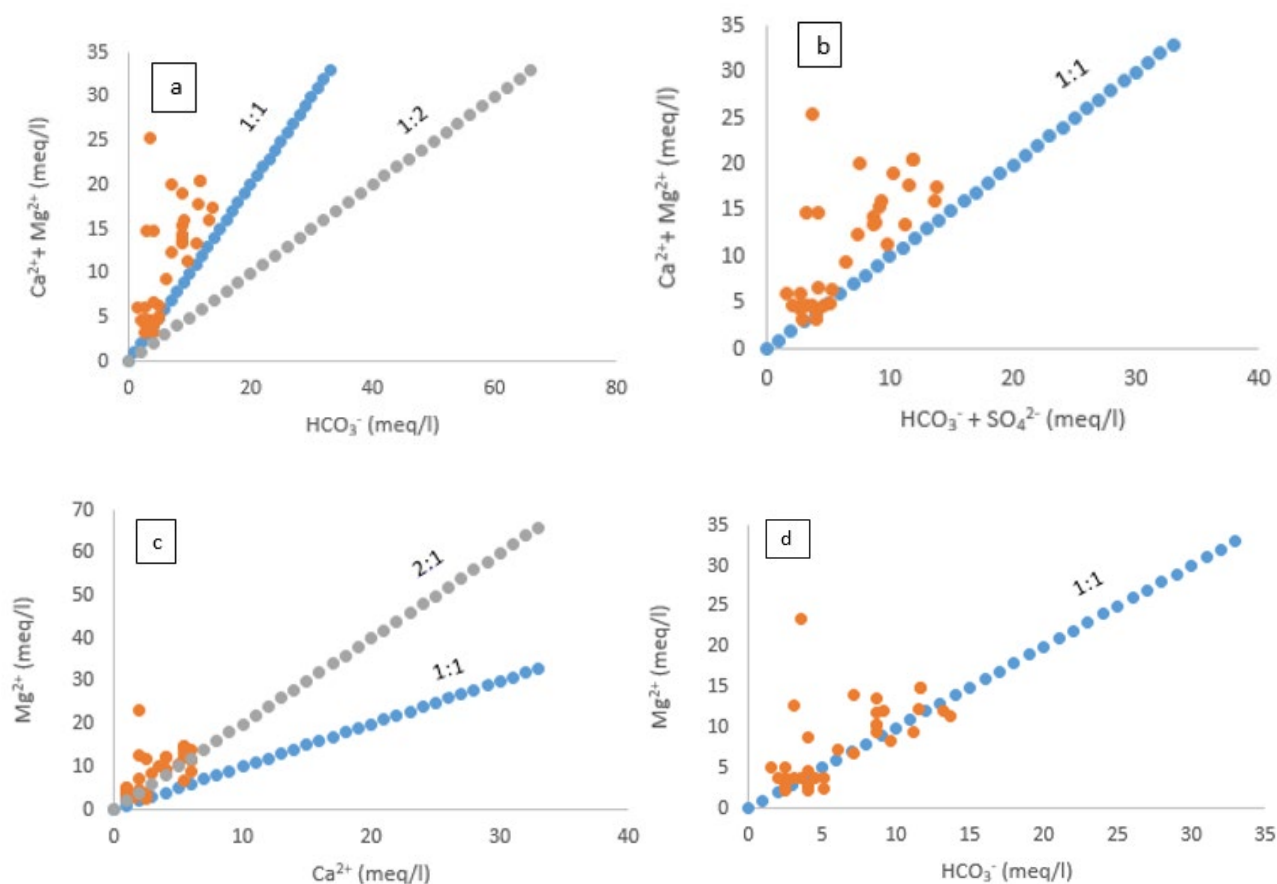 a
35
30
25
20
15
10
5
0
0 20 40 60 80
1:1
1:2
Ca²⁺+ Mg²⁺ (meq/l)
HCO₃⁻ (meq/l)
b
35
30
25
20
15
10
5
0
0 10 20 30 40
1:1
Ca²⁺+ Mg²⁺ (meq/l)
HCO₃⁻ + SO₄²⁻ (meq/l)
c
70
60
50
40
30
20
10
0
0 10 20 30 40
2:1
1:1
Mg²⁺ (meq/l)
Ca²⁺ (meq/l)
d
35
30
25
20
15
10
5
0
0 5 10 15 20 25 30 35
1:1
Mg²⁺ (meq/l)
HCO₃⁻ (meq/l)